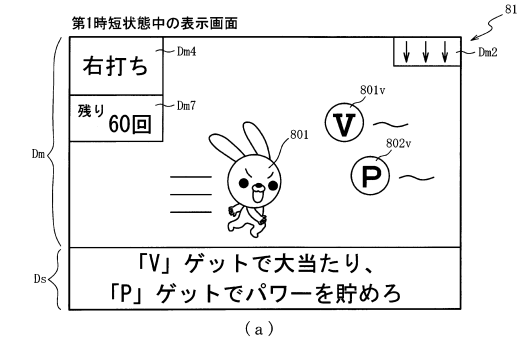 第1時短状態中の表示画面
81
右打ち
Dm4
↓ ↓ ↓
Dm2
残り 60回
Dm7
801v
V
Dm
801
802v
P
Ds
「V」ゲットで大当たり、
「P」ゲットでパワーを貯めろ
(a)